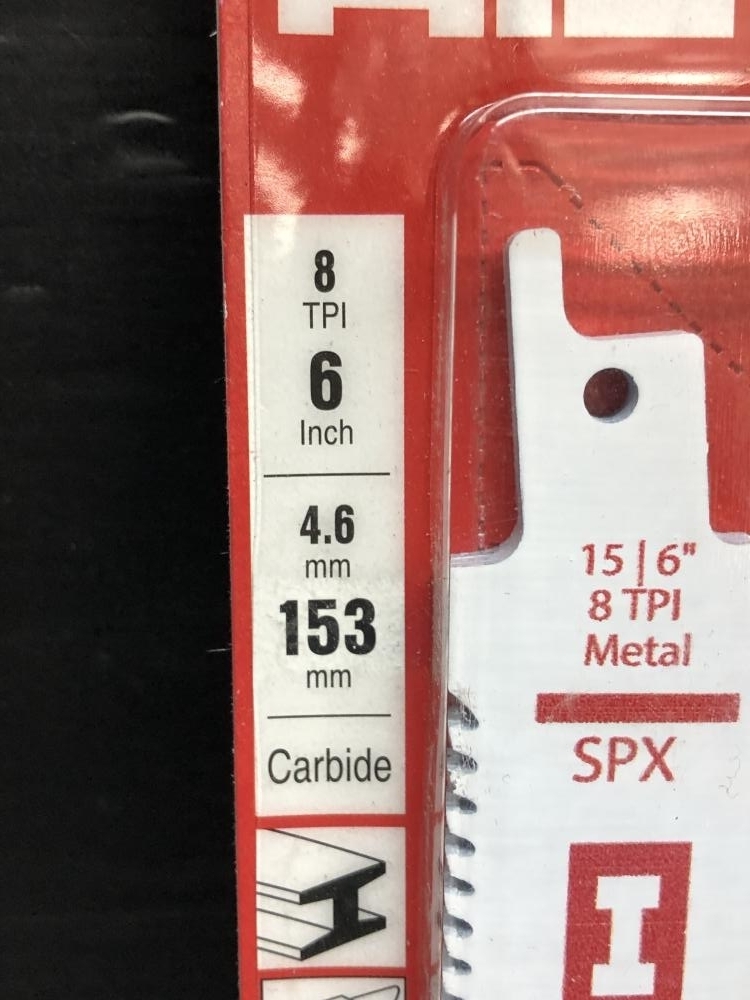 8
TPI
6
Inch
4.6
mm
153
mm
Carbide
15|6"
8 TPI
Metal
SPX